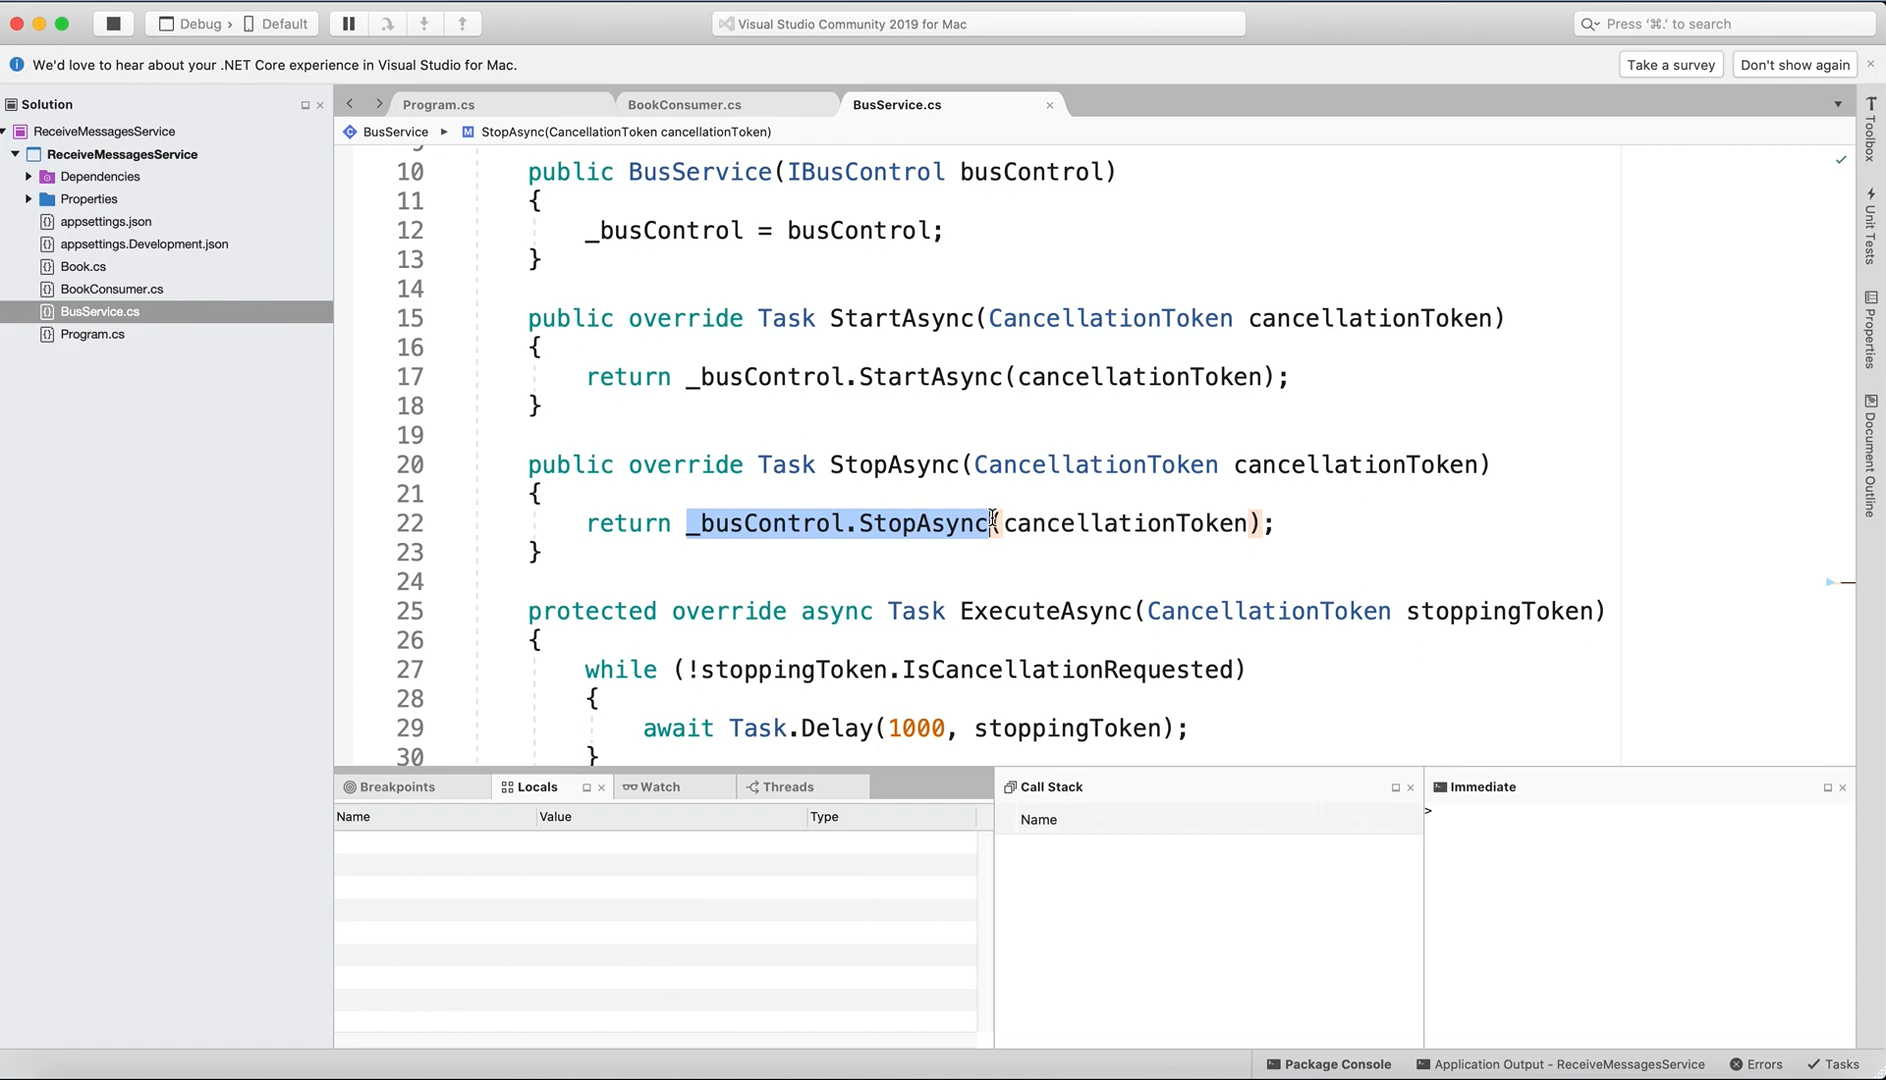 Debug › Default
Visual Studio Community 2019 for Mac
Press '⌘.' to search
We'd love to hear about your .NET Core experience in Visual Studio for Mac.
Take a survey
Don't show again
Solution
ReceiveMessagesService
ReceiveMessagesService
Dependencies
Properties
appsettings.json
appsettings.Development.json
Book.cs
BookConsumer.cs
BusService.cs
Program.cs
Program.cs
BookConsumer.cs
BusService.cs
BusService ▸ StopAsync(CancellationToken cancellationToken)
10 public BusService(IBusControl busControl)
11 {
12 _busControl = busControl;
13 }
14
15 public override Task StartAsync(CancellationToken cancellationToken)
16 {
17 return _busControl.StartAsync(cancellationToken);
18 }
19
20 public override Task StopAsync(CancellationToken cancellationToken)
21 {
22 return _busControl.StopAsync(cancellationToken);
23 }
24
25 protected override async Task ExecuteAsync(CancellationToken stoppingToken)
26 {
27 while (!stoppingToken.IsCancellationRequested)
28 {
29 await Task.Delay(1000, stoppingToken);
30 }
Toolbox
Unit Tests
Properties
Document Outline
Breakpoints
Locals
Watch
Threads
Name
Value
Type
Call Stack
Name
Immediate
>
Package Console
Application Output - ReceiveMessagesService
Errors
Tasks